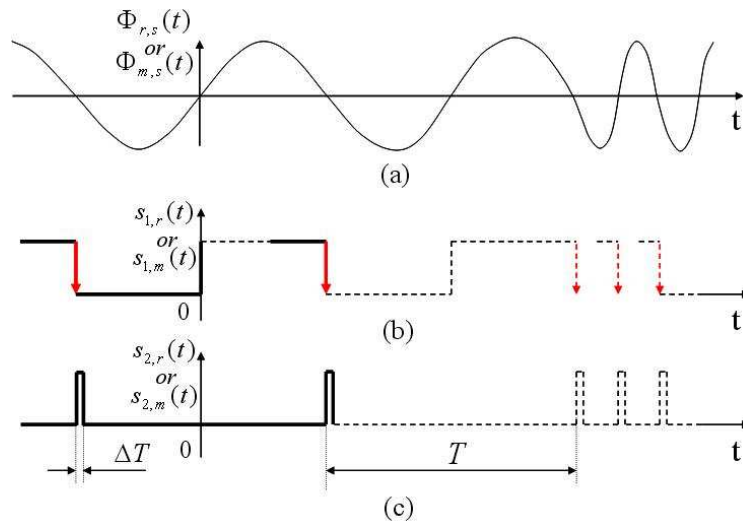 Φr,s(t)
or
Φm,s(t)
t
(a)
s1,r(t)
or
s1,m(t)
0
t
(b)
s2,r(t)
or
s2,m(t)
0
t
ΔT
T
(c)